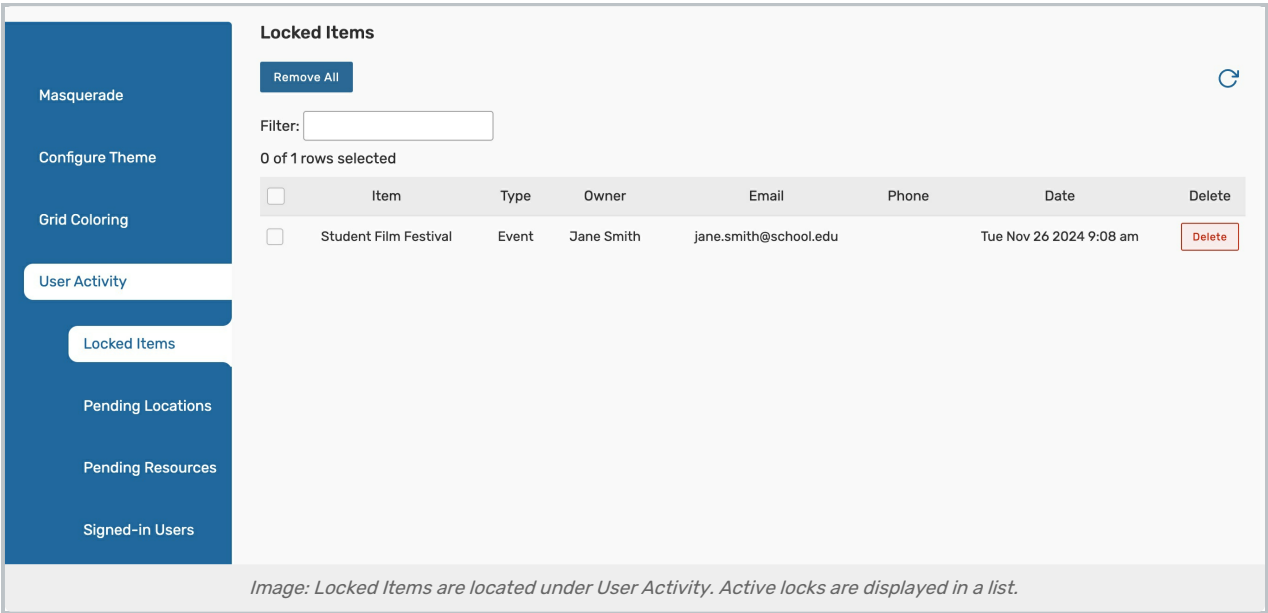 Masquerade
Configure Theme
Grid Coloring
User Activity
Locked Items
Pending Locations
Pending Resources
Signed-in Users
Locked Items
Remove All
Filter:
0 of 1 rows selected
Item Type Owner Email Phone Date Delete
Student Film Festival Event Jane Smith jane.smith@school.edu Tue Nov 26 2024 9:08 am Delete
Image: Locked Items are located under User Activity. Active locks are displayed in a list.